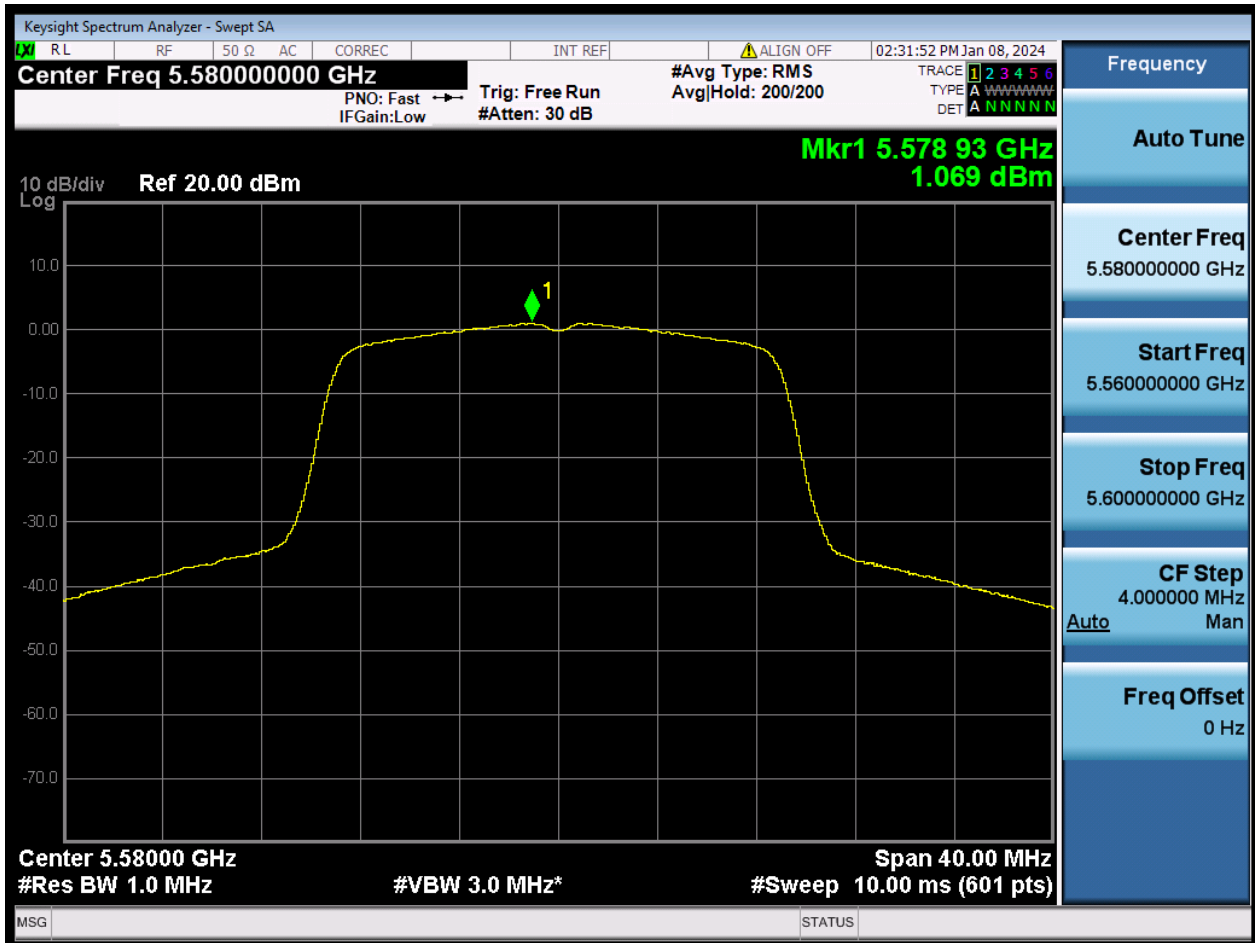 Keysight Spectrum Analyzer - Swept SA
LXI RL RF 50 Ω AC CORREC INT REF ALIGN OFF 02:31:52 PM Jan 08, 2024
Center Freq 5.580000000 GHz
PNO: Fast
IFGain:Low
Trig: Free Run
#Atten: 30 dB
#Avg Type: RMS
Avg|Hold: 200/200
TRACE 1 2 3 4 5 6
TYPE A WWWWW
DET A N N N N N
Mkr1 5.578 93 GHz
1.069 dBm
10 dB/div Ref 20.00 dBm
Log
10.0
0.00
-10.0
-20.0
-30.0
-40.0
-50.0
-60.0
-70.0
1
Center 5.58000 GHz Span 40.00 MHz
#Res BW 1.0 MHz #VBW 3.0 MHz* #Sweep 10.00 ms (601 pts)
MSG STATUS
Frequency
Auto Tune
Center Freq
5.580000000 GHz
Start Freq
5.560000000 GHz
Stop Freq
5.600000000 GHz
CF Step
4.000000 MHz
Auto Man
Freq Offset
0 Hz